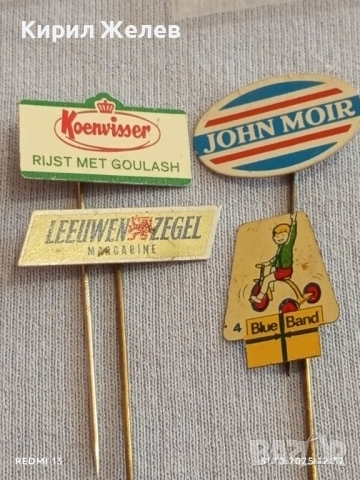 Кирил Желев
Koenvisser
RIJST MET GOULASH
JOHN MOIR
LEEUWEN ZEGEL
MARGARINE
4 Blue Band
REDMI 13